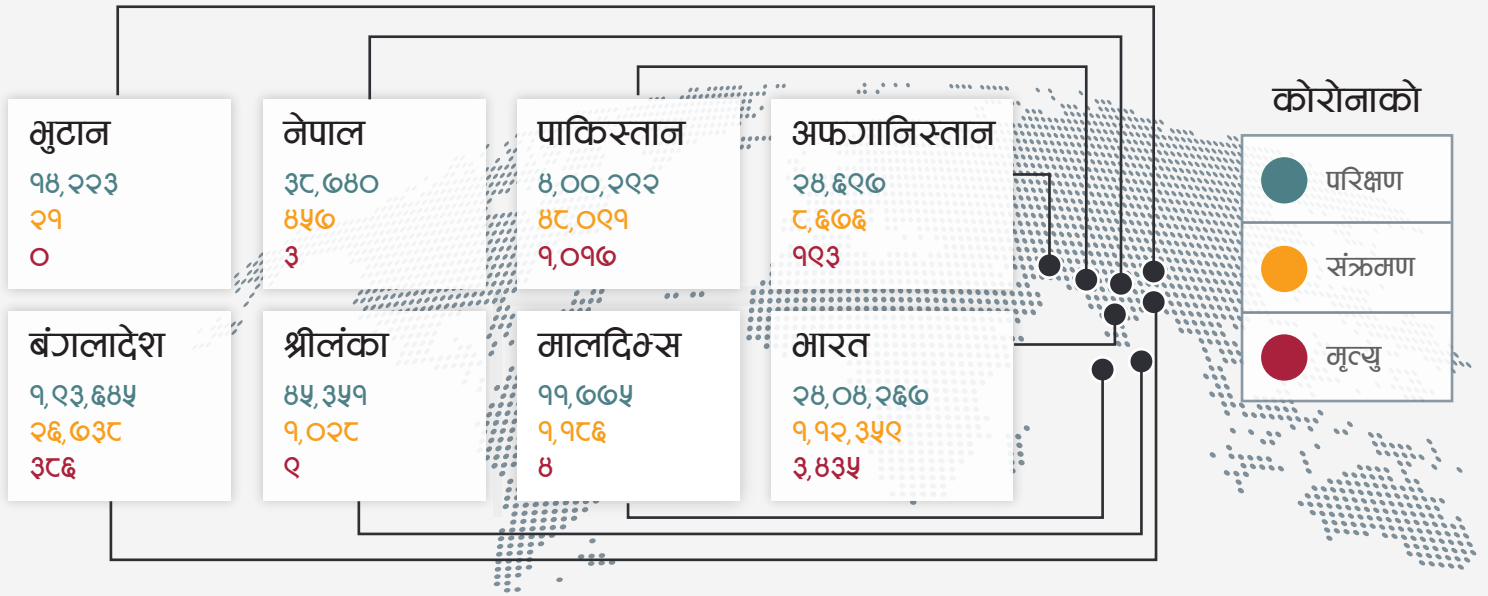 भुटान
१४,२२३
२१
०
नेपाल
३८,७४०
४५७
३
पाकिस्तान
४,००,२९२
४८,०९१
१,०१७
अफगानिस्तान
२४,६९७
८,६७६
१९३
बंगलादेश
१,९३,६४५
२६,७३८
३८६
श्रीलंका
४५,३५१
१,०२८
९
मालदिभ्स
११,७७५
१,१८६
४
भारत
२४,०४,२६७
१,१२,३५९
३,४३५
कोरोनाको
परिक्षण
संक्रमण
मृत्यु